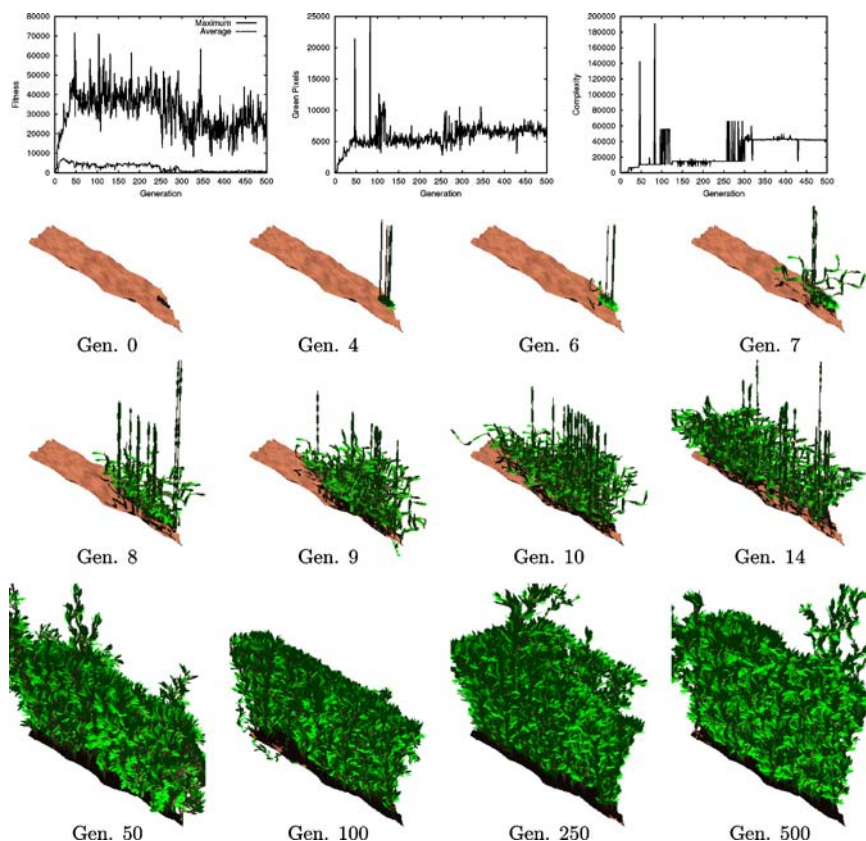 Maximum
Average
Fitness
80000
70000
60000
50000
40000
30000
20000
10000
0
0 50 100 150 200 250 300 350 400 450 500
Generation
Green Pixels
25000
20000
15000
10000
5000
0
0 50 100 150 200 250 300 350 400 450 500
Generation
Complexity
200000
180000
160000
140000
120000
100000
80000
60000
40000
20000
0
0 50 100 150 200 250 300 350 400 450 500
Generation
Gen. 0
Gen. 4
Gen. 6
Gen. 7
Gen. 8
Gen. 9
Gen. 10
Gen. 14
Gen. 50
Gen. 100
Gen. 250
Gen. 500